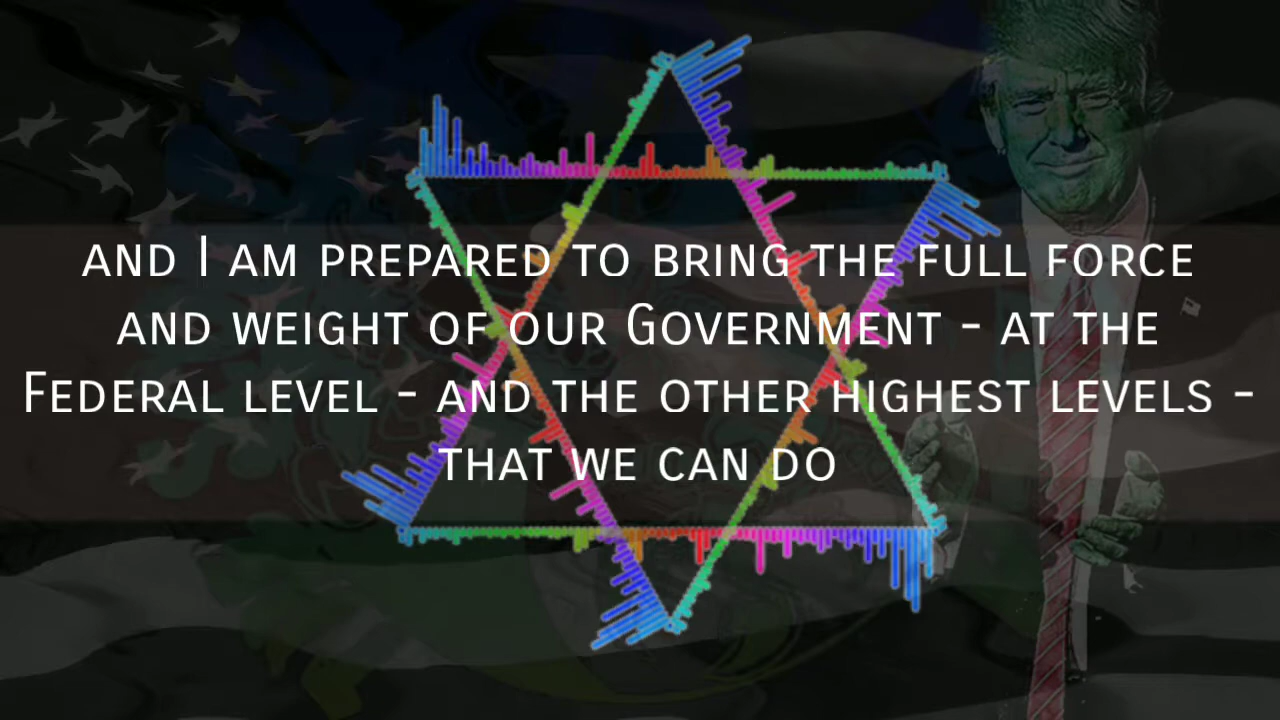 and I am prepared to bring the full force
and weight of our Government - at the
Federal level - and the other highest levels -
that we can do